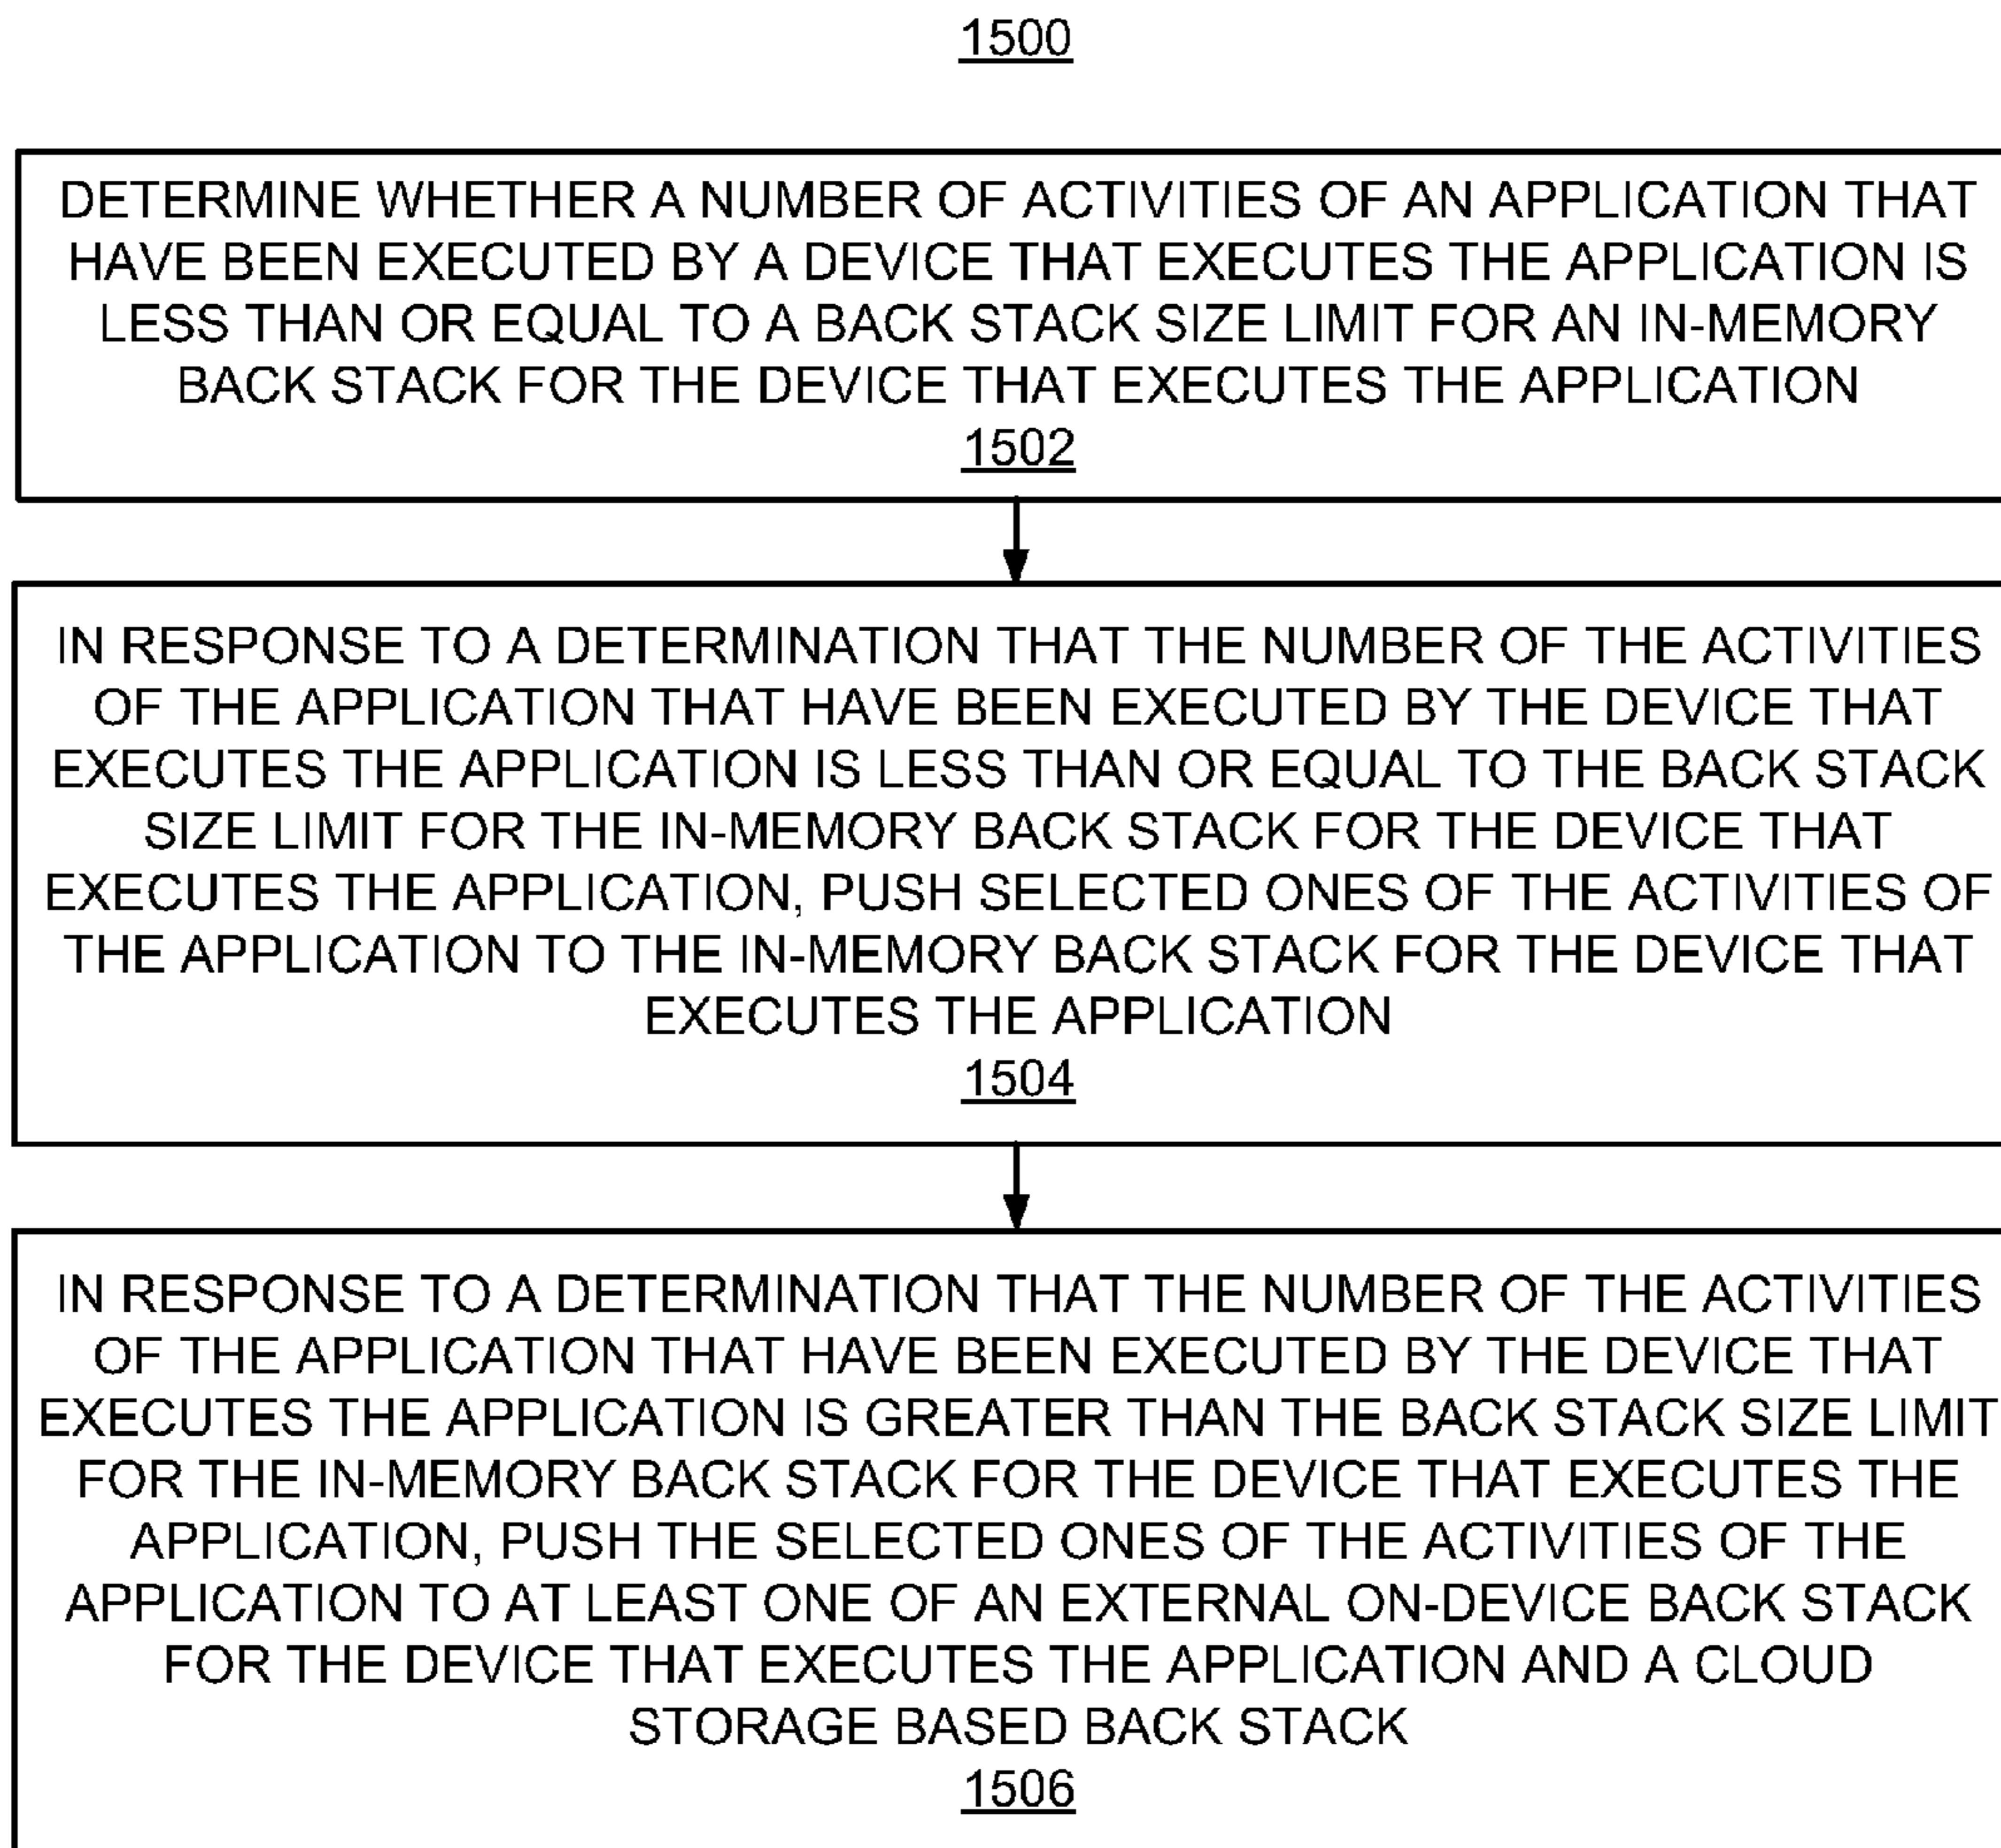 1500
DETERMINE WHETHER A NUMBER OF ACTIVITIES OF AN APPLICATION THAT
HAVE BEEN EXECUTED BY A DEVICE THAT EXECUTES THE APPLICATION IS
LESS THAN OR EQUAL TO A BACK STACK SIZE LIMIT FOR AN IN-MEMORY
BACK STACK FOR THE DEVICE THAT EXECUTES THE APPLICATION
1502
IN RESPONSE TO A DETERMINATION THAT THE NUMBER OF THE ACTIVITIES
OF THE APPLICATION THAT HAVE BEEN EXECUTED BY THE DEVICE THAT
EXECUTES THE APPLICATION IS LESS THAN OR EQUAL TO THE BACK STACK
SIZE LIMIT FOR THE IN-MEMORY BACK STACK FOR THE DEVICE THAT
EXECUTES THE APPLICATION, PUSH SELECTED ONES OF THE ACTIVITIES OF
THE APPLICATION TO THE IN-MEMORY BACK STACK FOR THE DEVICE THAT
EXECUTES THE APPLICATION
1504
IN RESPONSE TO A DETERMINATION THAT THE NUMBER OF THE ACTIVITIES
OF THE APPLICATION THAT HAVE BEEN EXECUTED BY THE DEVICE THAT
EXECUTES THE APPLICATION IS GREATER THAN THE BACK STACK SIZE LIMIT
FOR THE IN-MEMORY BACK STACK FOR THE DEVICE THAT EXECUTES THE
APPLICATION, PUSH THE SELECTED ONES OF THE ACTIVITIES OF THE
APPLICATION TO AT LEAST ONE OF AN EXTERNAL ON-DEVICE BACK STACK
FOR THE DEVICE THAT EXECUTES THE APPLICATION AND A CLOUD
STORAGE BASED BACK STACK
1506